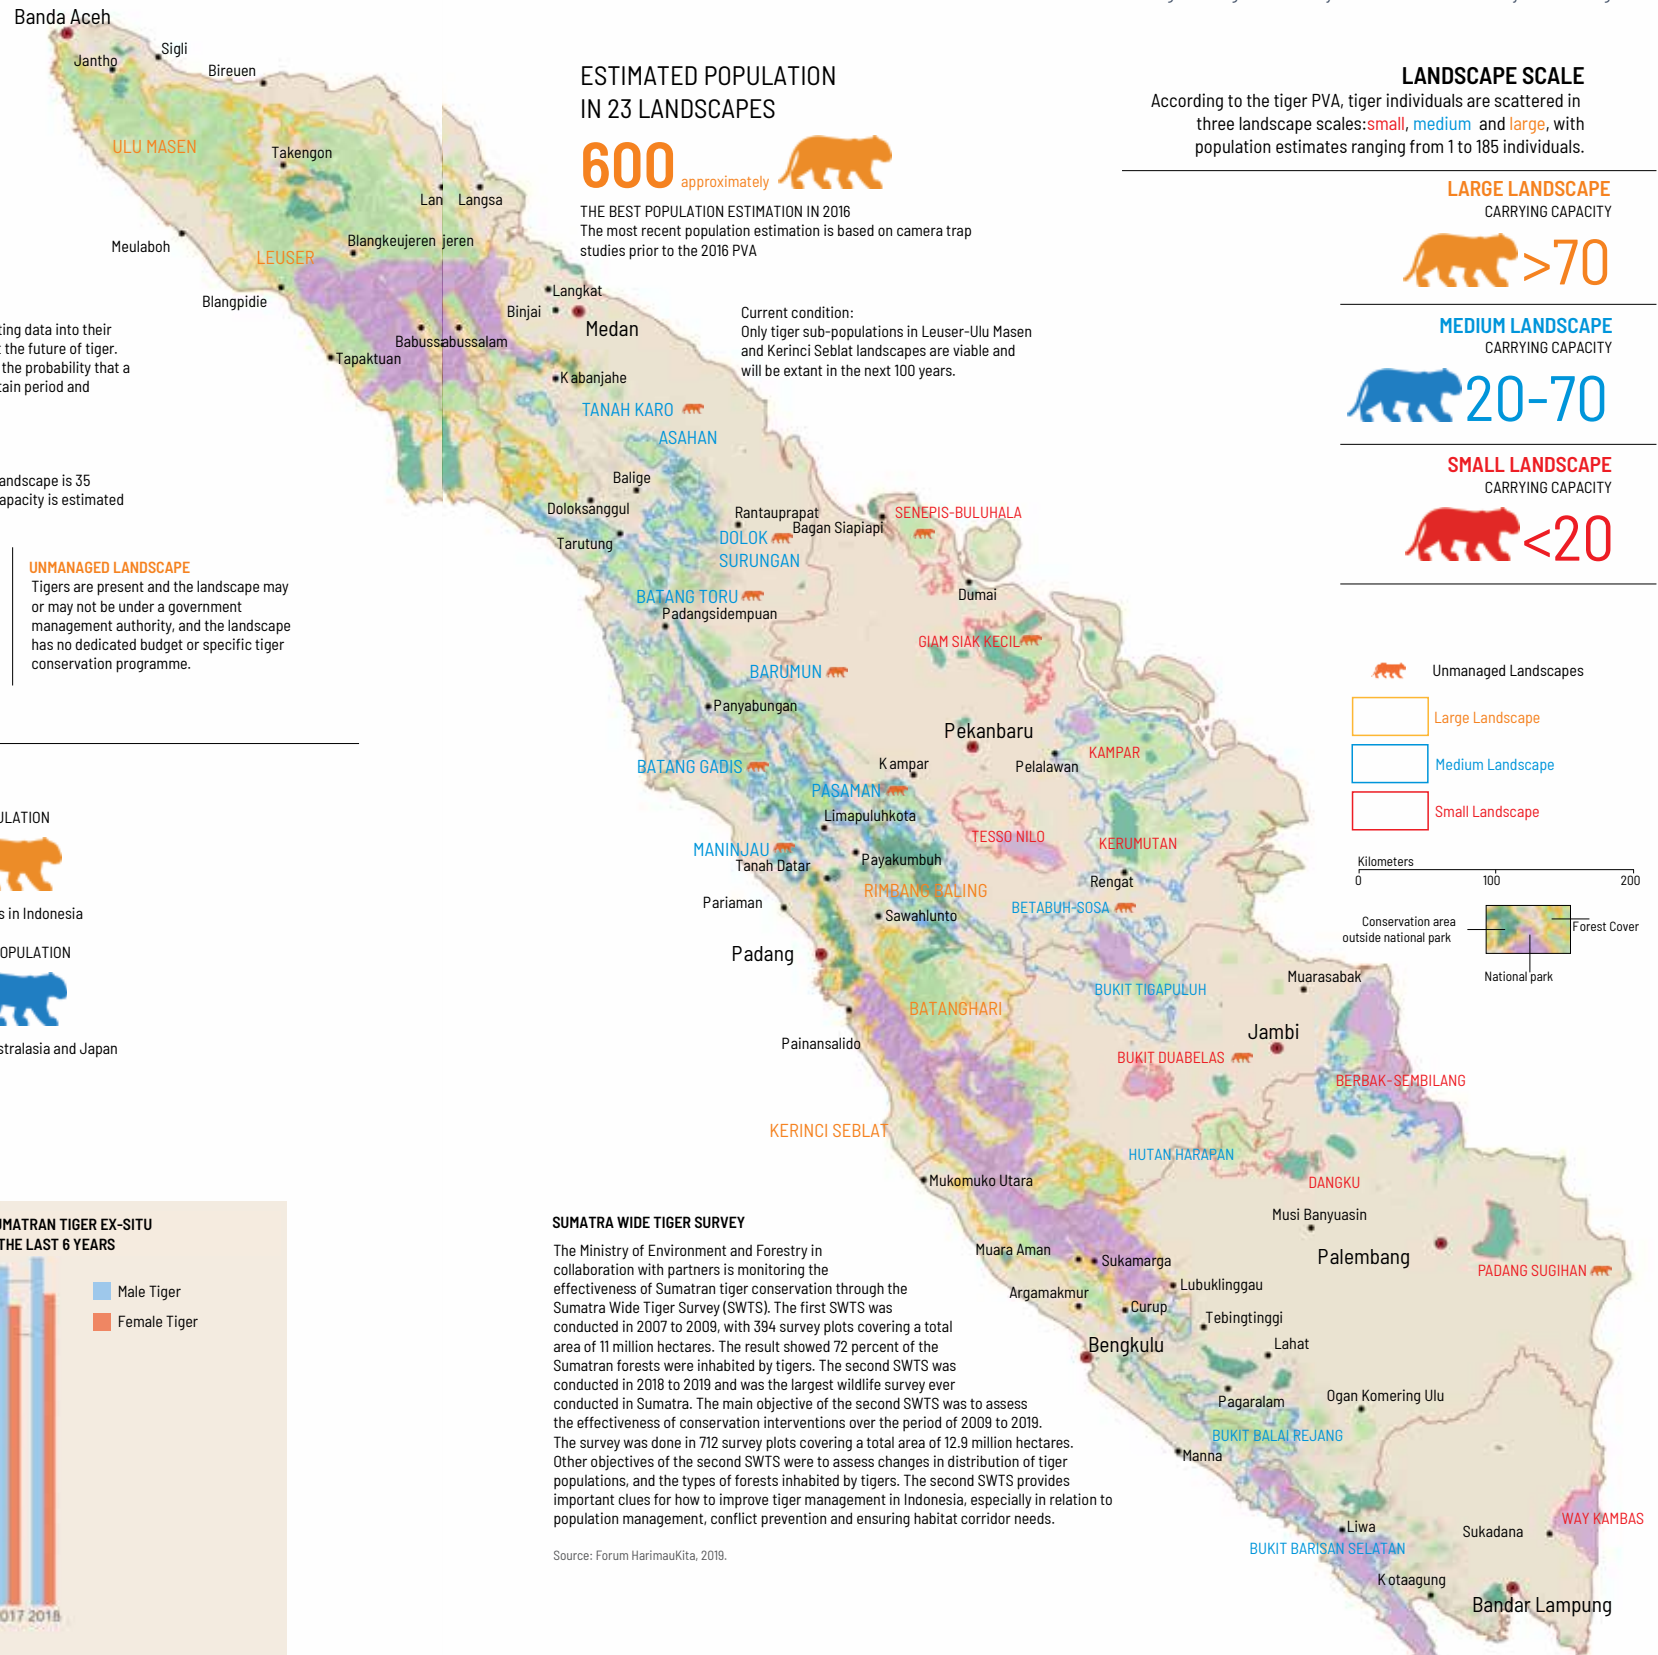 Banda Aceh
Jantho
Sigli
Bireuen
ULU MASEN
Takengon
Lan
Langsa
Meulaboh
Blangkeujeren
jeren
LEUSER
Blangpidie
Langkat
Binjai
Medan
Babussabussalam
Tapaktuan
Kabanjahe
TANAH KARO
ASAHAN
Balige
Doloksanggul
Tarutung
Rantauprapat
Bagan Siapiapi
SENEPIS-BULUHALA
DOLOK
SURUNGAN
BATANG TORU
Padangsidempuan
Dumai
GIAM SIAK KECIL
BARUMUN
Panyabungan
Pekanbaru
BATANG GADIS
Kampar
Pelalawan
KAMPAR
PASAMAN
Limapuluhkota
TESSO NILO
KERUMUTAN
MANINJAU
Tanah Datar
Payakumbuh
Rengat
RIMBANG BALING
Pariaman
Sawahlunto
BETABUH-SOSA
Padang
BUKIT TIGAPULUH
Muarasabak
BATANGHARI
Painansalido
Jambi
BUKIT DUABELAS
BERBAK-SEMBILANG
KERINCI SEBLAT
HUTAN HARAPAN
DANGKU
Mukomuko Utara
Musi Banyuasin
Palembang
PADANG SUGIHAN
Muara Aman
Sukamarga
Argamakmur
Lubuklinggau
Curup
Tebingtinggi
Bengkulu
Lahat
Pagaralam
Ogan Komering Ulu
BUKIT BALAI REJANG
Manna
Liwa
Sukadana
WAY KAMBAS
BUKIT BARISAN SELATAN
Kotaagung
Bandar Lampung
ESTIMATED POPULATION
IN 23 LANDSCAPES
600 approximately
THE BEST POPULATION ESTIMATION IN 2016
The most recent population estimation is based on camera trap
studies prior to the 2016 PVA
Current condition:
Only tiger sub-populations in Leuser-Ulu Masen
and Kerinci Seblat landscapes are viable and
will be extant in the next 100 years.
LANDSCAPE SCALE
According to the tiger PVA, tiger individuals are scattered in
three landscape scales:small, medium and large, with
population estimates ranging from 1 to 185 individuals.
LARGE LANDSCAPE
CARRYING CAPACITY
>70
MEDIUM LANDSCAPE
CARRYING CAPACITY
20-70
SMALL LANDSCAPE
CARRYING CAPACITY
<20
Unmanaged Landscapes
Large Landscape
Medium Landscape
Small Landscape
Kilometers
0 100 200
Conservation area
outside national park
Forest Cover
National park
ting data into their
the future of tiger.
the probability that a
tain period and
andscape is 35
apacity is estimated
UNMANAGED LANDSCAPE
Tigers are present and the landscape may
or may not be under a government
management authority, and the landscape
has no dedicated budget or specific tiger
conservation programme.
ULATION
s in Indonesia
OPULATION
stralasia and Japan
UMATRAN TIGER EX-SITU
THE LAST 6 YEARS
Male Tiger
Female Tiger
017 2018
SUMATRA WIDE TIGER SURVEY
The Ministry of Environment and Forestry in
collaboration with partners is monitoring the
effectiveness of Sumatran tiger conservation through the
Sumatra Wide Tiger Survey (SWTS). The first SWTS was
conducted in 2007 to 2009, with 394 survey plots covering a total
area of 11 million hectares. The result showed 72 percent of the
Sumatran forests were inhabited by tigers. The second SWTS was
conducted in 2018 to 2019 and was the largest wildlife survey ever
conducted in Sumatra. The main objective of the second SWTS was to assess
the effectiveness of conservation interventions over the period of 2009 to 2019.
The survey was done in 712 survey plots covering a total area of 12.9 million hectares.
Other objectives of the second SWTS were to assess changes in distribution of tiger
populations, and the types of forests inhabited by tigers. The second SWTS provides
important clues for how to improve tiger management in Indonesia, especially in relation to
population management, conflict prevention and ensuring habitat corridor needs.
Source: Forum HarimauKita, 2019.